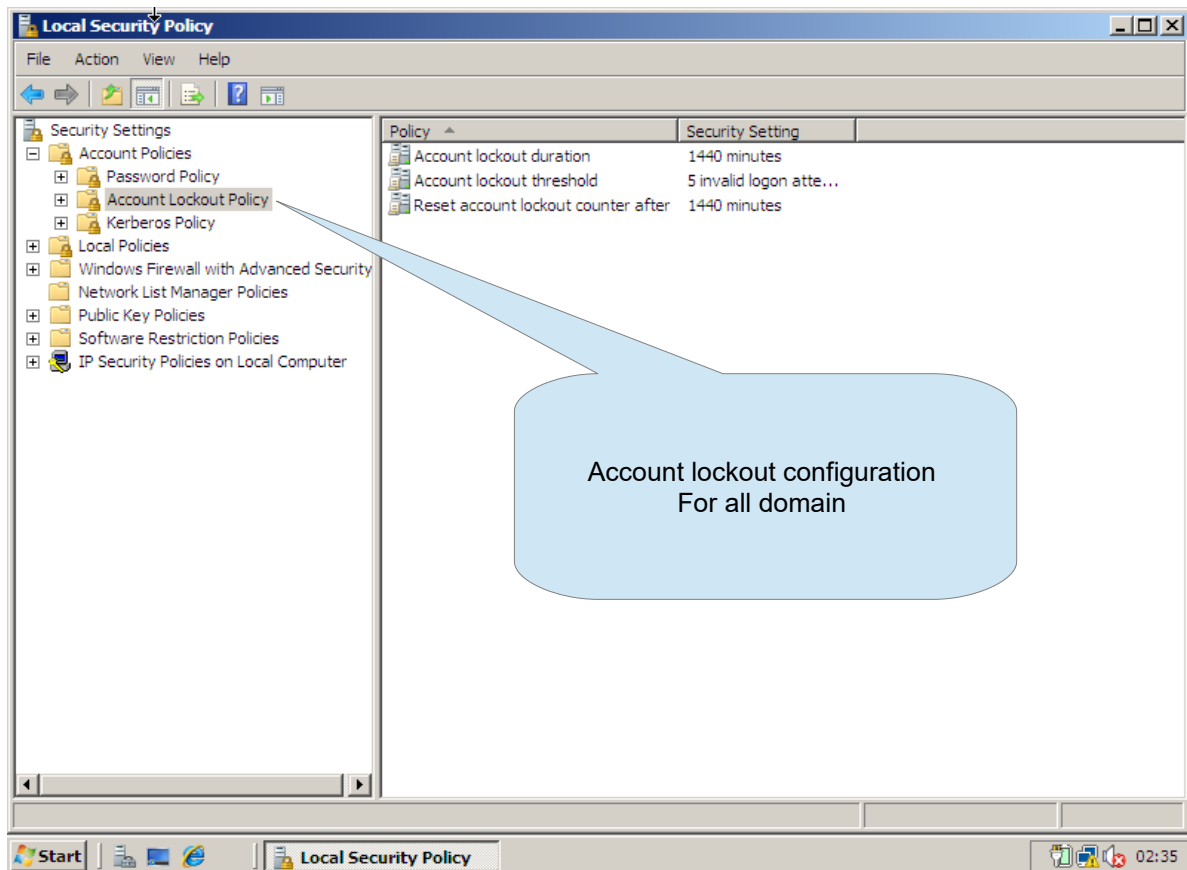 Local Security Policy
File Action View Help
Security Settings
Account Policies
Password Policy
Account Lockout Policy
Kerberos Policy
Local Policies
Windows Firewall with Advanced Security
Network List Manager Policies
Public Key Policies
Software Restriction Policies
IP Security Policies on Local Computer
Policy Security Setting
Account lockout duration 1440 minutes
Account lockout threshold 5 invalid logon atte...
Reset account lockout counter after 1440 minutes
Account lockout configuration
For all domain
Start Local Security Policy 02:35